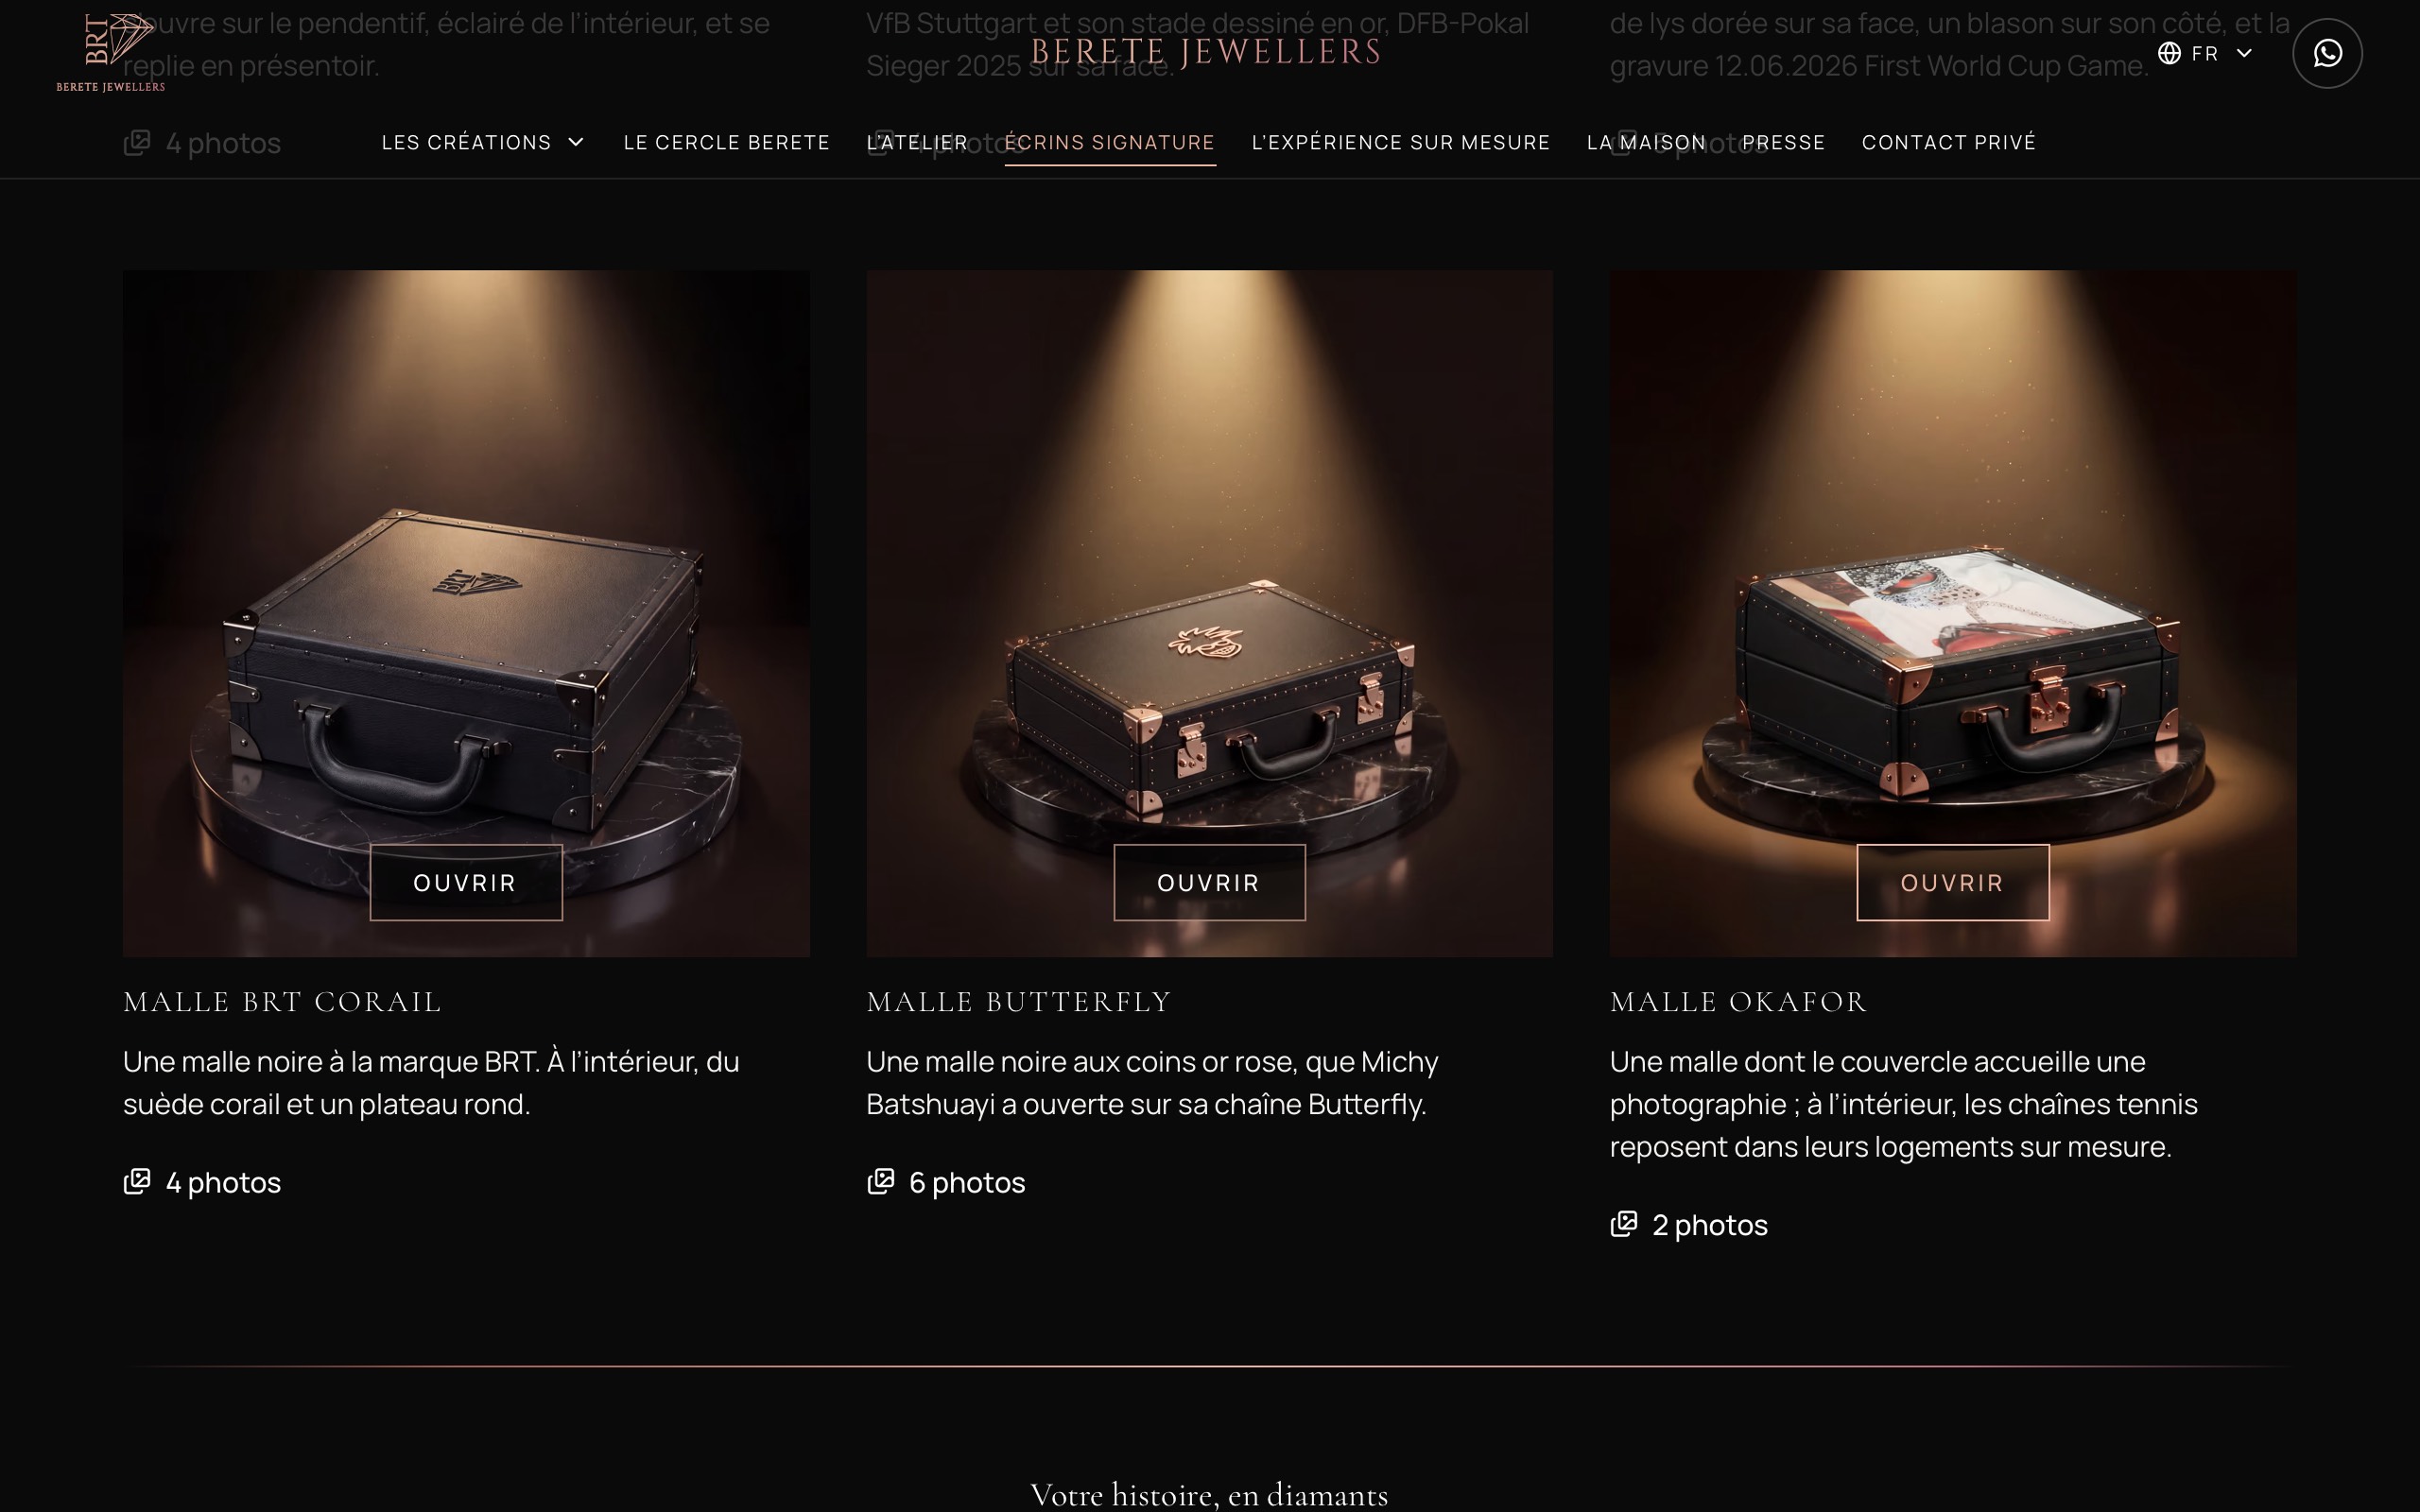 BRT
BERETE JEWELLERS
BERETE JEWELLERS
FR
s'ouvre sur le pendentif, éclairé de l’intérieur, et se
replie en présentoir.
4 photos
VfB Stuttgart et son stade dessiné en or, DFB-Pokal
Sieger 2025 sur sa face.
photos
de lys dorée sur sa face, un blason sur son côté, et la
gravure 12.06.2026 First World Cup Game.
photos
LES CRÉATIONS
LE CERCLE BERETE
L’ATELIER
ÉCRINS SIGNATURE
L’EXPÉRIENCE SUR MESURE
LA MAISON
PRESSE
CONTACT PRIVÉ
BRT
OUVRIR
MALLE BRT CORAIL
Une malle noire à la marque BRT. À l’intérieur, du
suède corail et un plateau rond.
4 photos
OUVRIR
MALLE BUTTERFLY
Une malle noire aux coins or rose, que Michy
Batshuayi a ouverte sur sa chaîne Butterfly.
6 photos
OUVRIR
MALLE OKAFOR
Une malle dont le couvercle accueille une
photographie ; à l’intérieur, les chaînes tennis
reposent dans leurs logements sur mesure.
2 photos
Votre histoire, en diamants